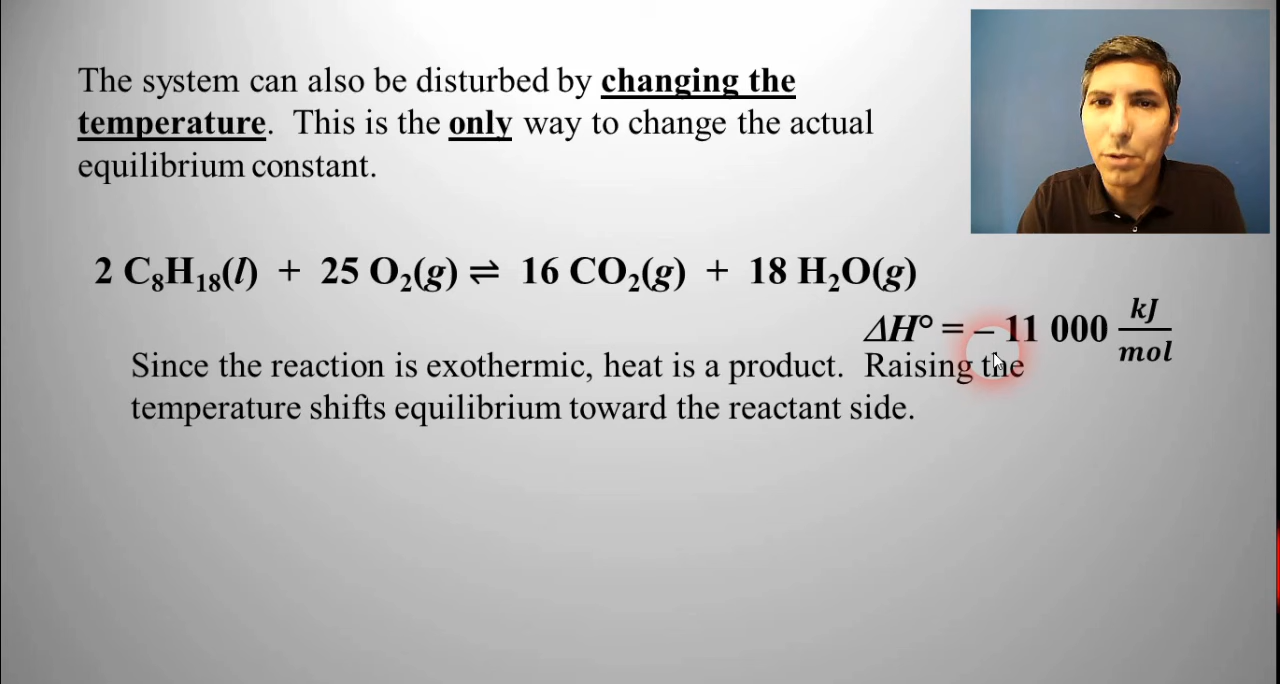 The system can also be disturbed by changing the
temperature. This is the only way to change the actual
equilibrium constant.
2 C₈H₁₈(l) + 25 O₂(g) ⇌ 16 CO₂(g) + 18 H₂O(g)
ΔH° = – 11 000 kJ/mol
Since the reaction is exothermic, heat is a product. Raising the
temperature shifts equilibrium toward the reactant side.